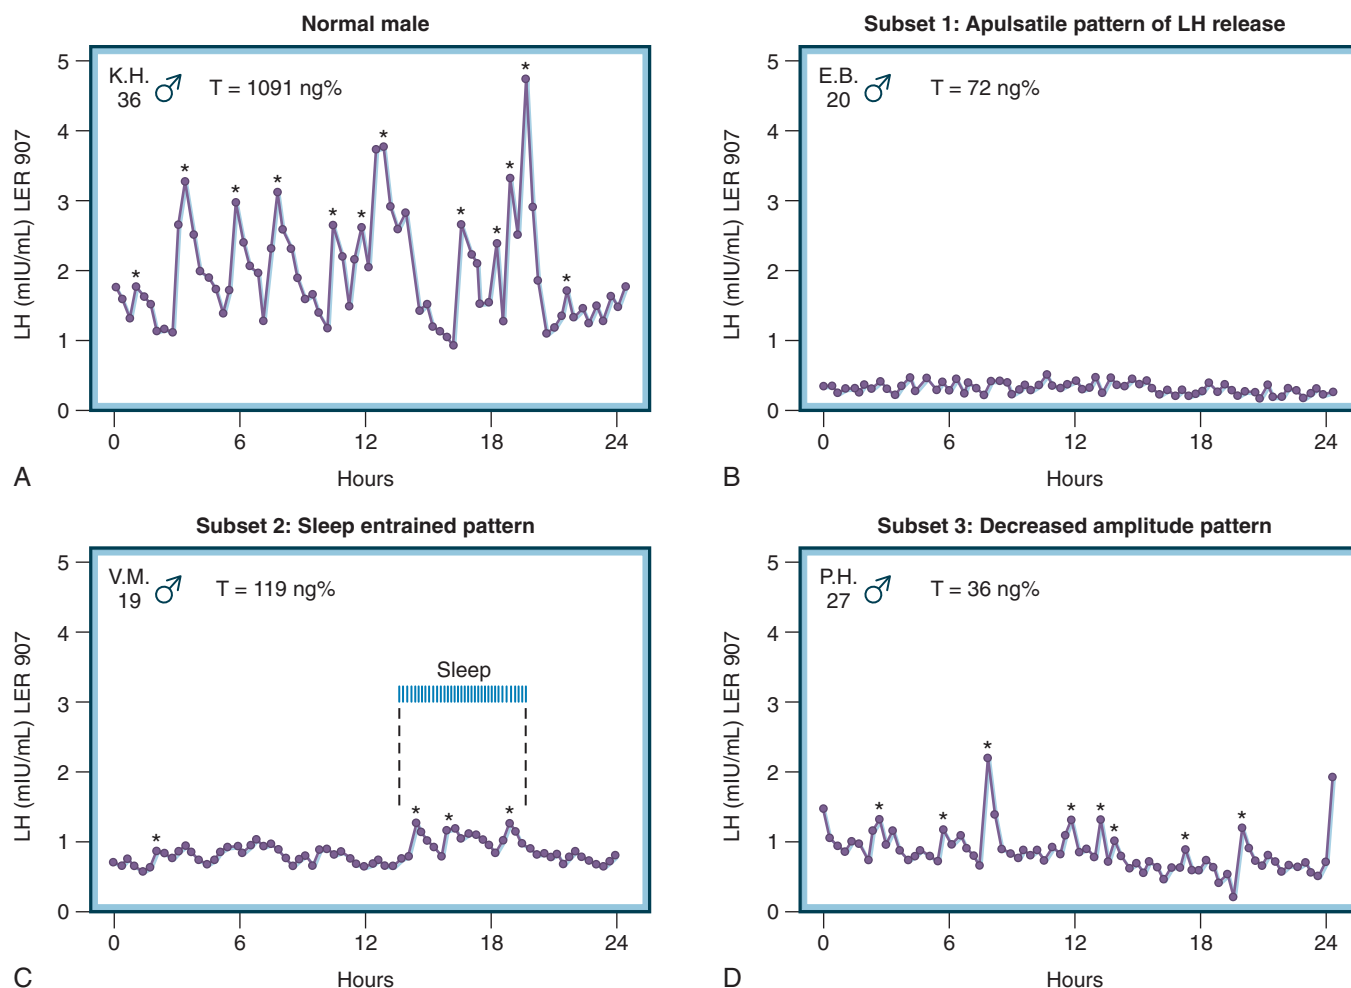 Normal male
K.H.
36
T = 1091 ng%
* * * * * * * * * * * *
LH (mIU/mL) LER 907
5
4
3
2
1
0
0 6 12 18 24
Hours
A
Subset 1: Apulsatile pattern of LH release
E.B.
20
T = 72 ng%
LH (mIU/mL) LER 907
5
4
3
2
1
0
0 6 12 18 24
Hours
B
Subset 2: Sleep entrained pattern
V.M.
19
T = 119 ng%
Sleep
* * * *
LH (mIU/mL) LER 907
5
4
3
2
1
0
0 6 12 18 24
Hours
C
Subset 3: Decreased amplitude pattern
P.H.
27
T = 36 ng%
* * * * * * * *
LH (mIU/mL) LER 907
5
4
3
2
1
0
0 6 12 18 24
Hours
D